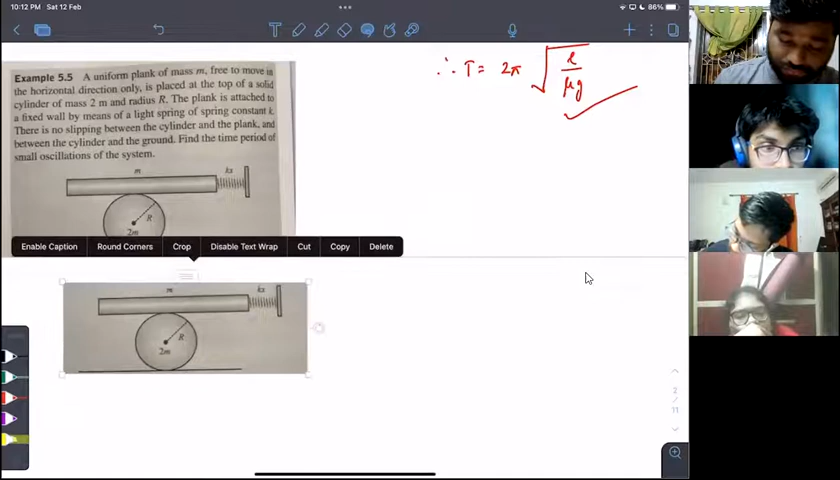 10:12 PM Sat 12 Feb
86%
Example 5.5 A uniform plank of mass m, free to move in
the horizontal direction only, is placed at the top of a solid
cylinder of mass 2 m and radius R. The plank is attached to
a fixed wall by means of a light spring of spring constant k.
There is no slipping between the cylinder and the plank, and
between the cylinder and the ground. Find the time period of
small oscillations of the system.
m
kx
R
2m
∴ T = 2π √(l/μg)
Enable Caption Round Corners Crop Disable Text Wrap Cut Copy Delete
m
kx
R
2m
2
/
11